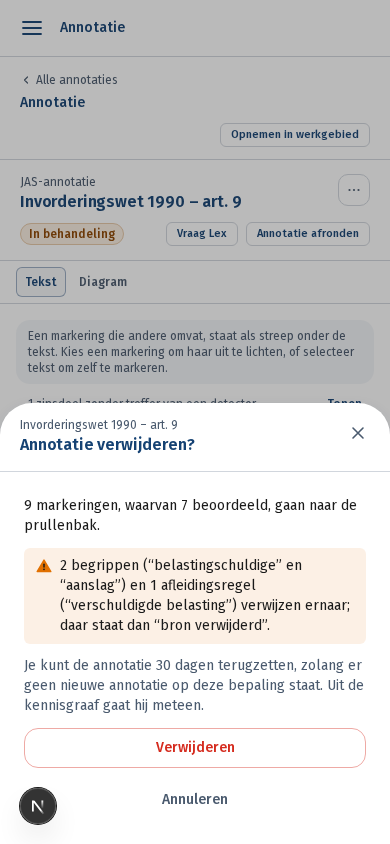 Annotatie
Alle annotaties
Annotatie
Opnemen in werkgebied
JAS-annotatie
Invorderingswet 1990 – art. 9
In behandeling
Vraag Lex
Annotatie afronden
Tekst
Diagram
Een markering die andere omvat, staat als streep onder de
tekst. Kies een markering om haar uit te lichten, of selecteer
tekst om zelf te markeren.
Invorderingswet 1990 – art. 9
Annotatie verwijderen?
9 markeringen, waarvan 7 beoordeeld, gaan naar de
prullenbak.
2 begrippen (“belastingschuldige” en
“aanslag”) en 1 afleidingsregel
(“verschuldigde belasting”) verwijzen ernaar;
daar staat dan “bron verwijderd”.
Je kunt de annotatie 30 dagen terugzetten, zolang er
geen nieuwe annotatie op deze bepaling staat. Uit de
kennisgraaf gaat hij meteen.
Verwijderen
N
Annuleren